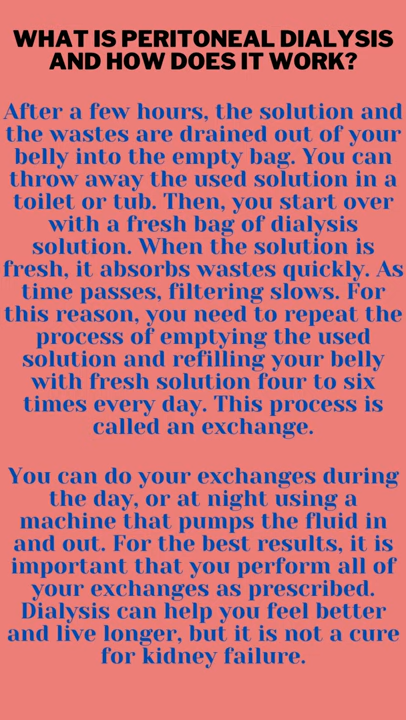 WHAT IS PERITONEAL DIALYSIS
AND HOW DOES IT WORK?
After a few hours, the solution and
the wastes are drained out of your
belly into the empty bag. You can
throw away the used solution in a
toilet or tub. Then, you start over
with a fresh bag of dialysis
solution. When the solution is
fresh, it absorbs wastes quickly. As
time passes, filtering slows. For
this reason, you need to repeat the
process of emptying the used
solution and refilling your belly
with fresh solution four to six
times every day. This process is
called an exchange.
You can do your exchanges during
the day, or at night using a
machine that pumps the fluid in
and out. For the best results, it is
important that you perform all of
your exchanges as prescribed.
Dialysis can help you feel better
and live longer, but it is not a cure
for kidney failure.